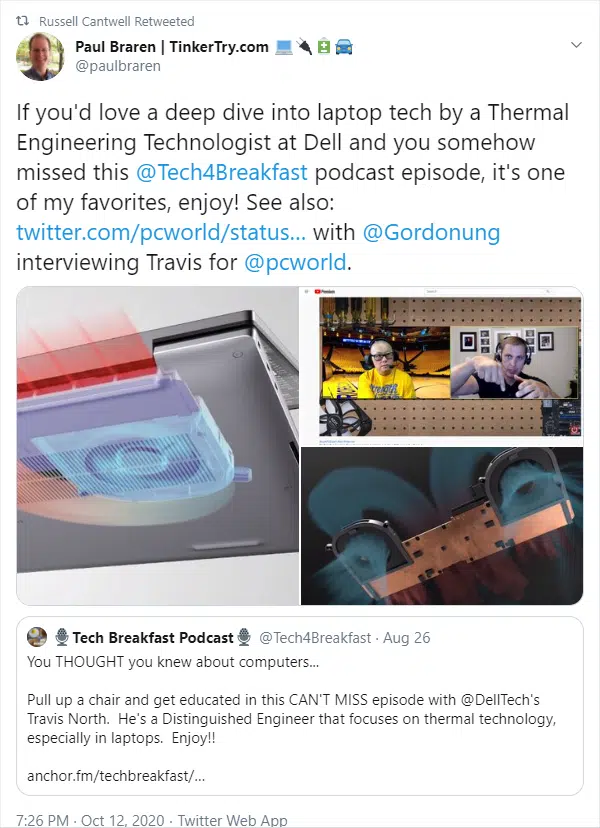 Russell Cantwell Retweeted
Paul Braren | TinkerTry.com 💻🔌🔋🚘
@paulbraren
If you'd love a deep dive into laptop tech by a Thermal
Engineering Technologist at Dell and you somehow
missed this @Tech4Breakfast podcast episode, it's one
of my favorites, enjoy! See also:
twitter.com/pcworld/status... with @Gordonung
interviewing Travis for @pcworld.
Premium
🎙️Tech Breakfast Podcast🎙️ @Tech4Breakfast · Aug 26
You THOUGHT you knew about computers...
Pull up a chair and get educated in this CAN'T MISS episode with @DellTech's
Travis North.  He's a Distinguished Engineer that focuses on thermal technology,
especially in laptops.  Enjoy!!
anchor.fm/techbreakfast/...
7:26 PM · Oct 12, 2020 · Twitter Web App